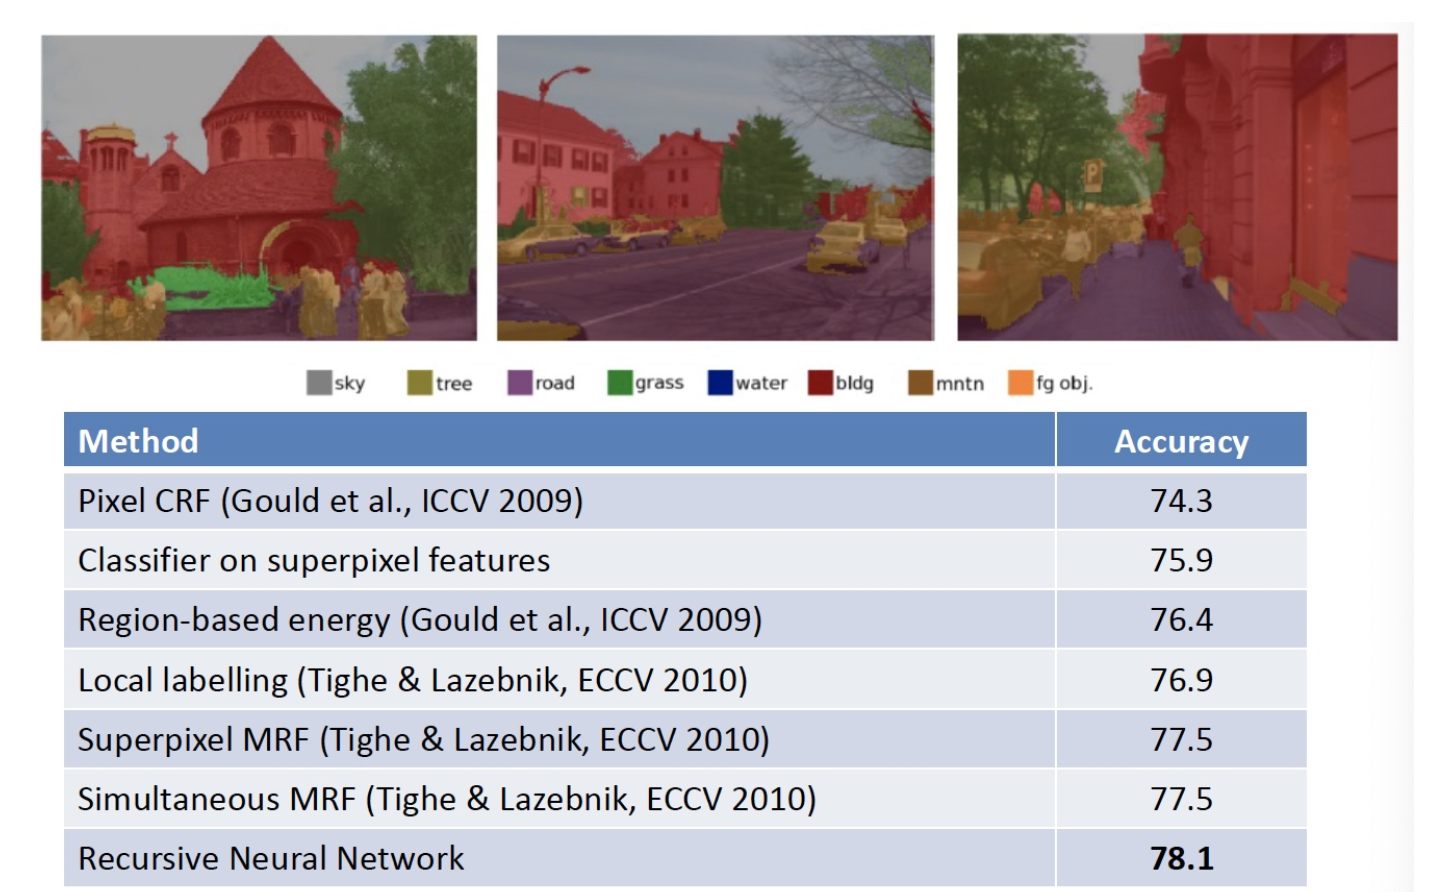 P
sky tree road grass water bldg mntn fg obj.
Method Accuracy
Pixel CRF (Gould et al., ICCV 2009) 74.3
Classifier on superpixel features 75.9
Region-based energy (Gould et al., ICCV 2009) 76.4
Local labelling (Tighe & Lazebnik, ECCV 2010) 76.9
Superpixel MRF (Tighe & Lazebnik, ECCV 2010) 77.5
Simultaneous MRF (Tighe & Lazebnik, ECCV 2010) 77.5
Recursive Neural Network 78.1